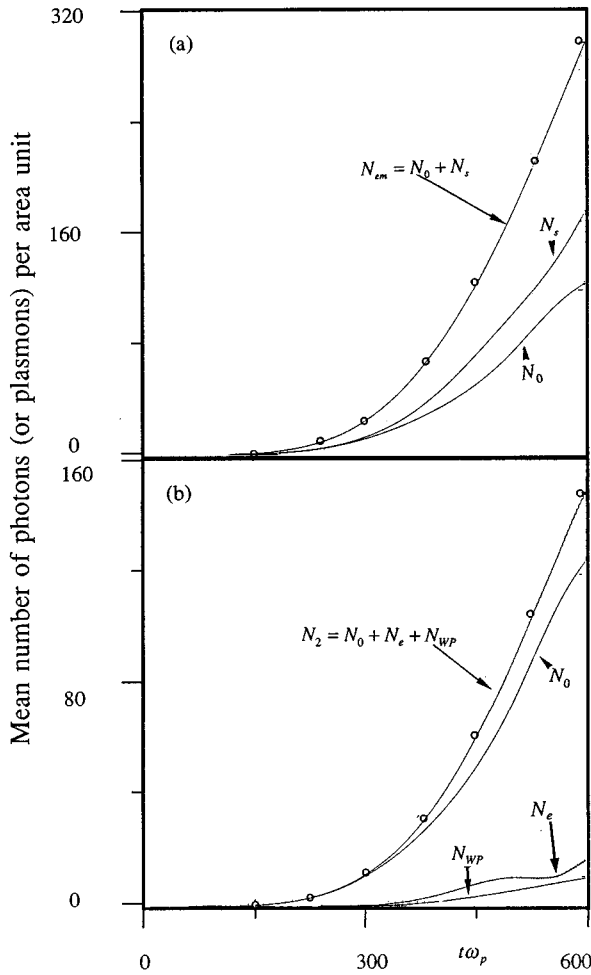 Mean number of photons (or plasmons) per area unit
320
(a)
N_em = N_0 + N_s
160
N_s
N_0
0
160
(b)
N_2 = N_0 + N_e + N_WP
N_0
80
N_e
N_WP
0
0 300 600
tω_p